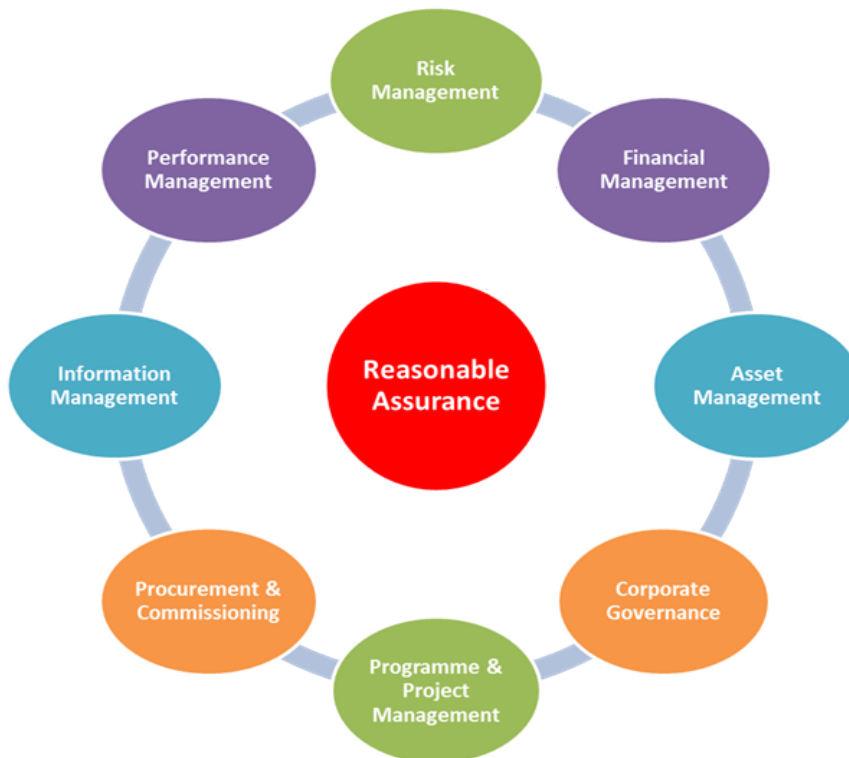 Risk
Management
Performance
Management
Financial
Management
Information
Management
Reasonable
Assurance
Asset
Management
Procurement &
Commissioning
Corporate
Governance
Programme &
Project
Management